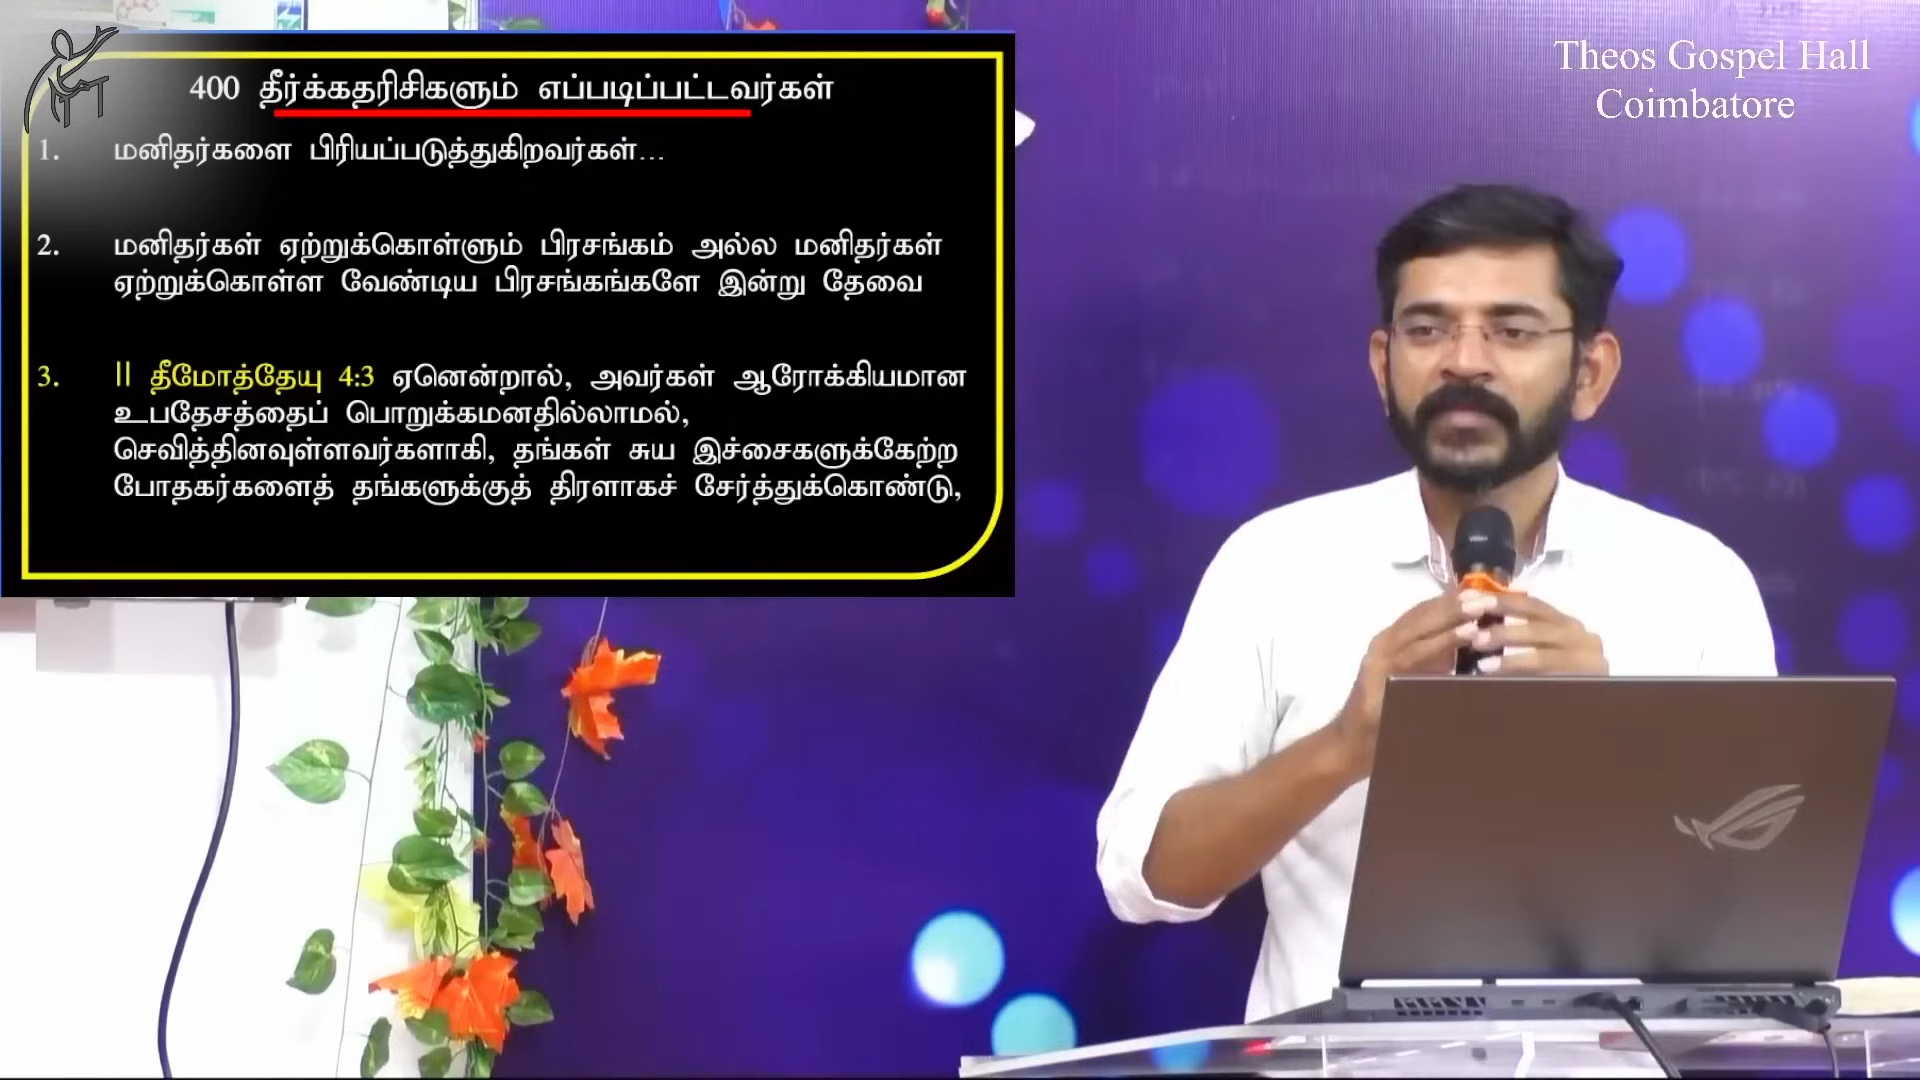 400 தீர்க்கதரிசிகளும் எப்படிப்பட்டவர்கள்
1. மனிதர்களை பிரியப்படுத்துகிறவர்கள்...
2. மனிதர்கள் ஏற்றுக்கொள்ளும் பிரசங்கம் அல்ல மனிதர்கள்
ஏற்றுக்கொள்ள வேண்டிய பிரசங்கங்களே இன்று தேவை
3. II தீமோத்தேயு 4:3 ஏனென்றால், அவர்கள் ஆரோக்கியமான
உபதேசத்தைப் பொறுக்கமனதில்லாமல்,
செவித்தினவுள்ளவர்களாகி, தங்கள் சுய இச்சைகளுக்கேற்ற
போதகர்களைத் தங்களுக்குத் திரளாகச் சேர்த்துக்கொண்டு,
Theos Gospel Hall
Coimbatore